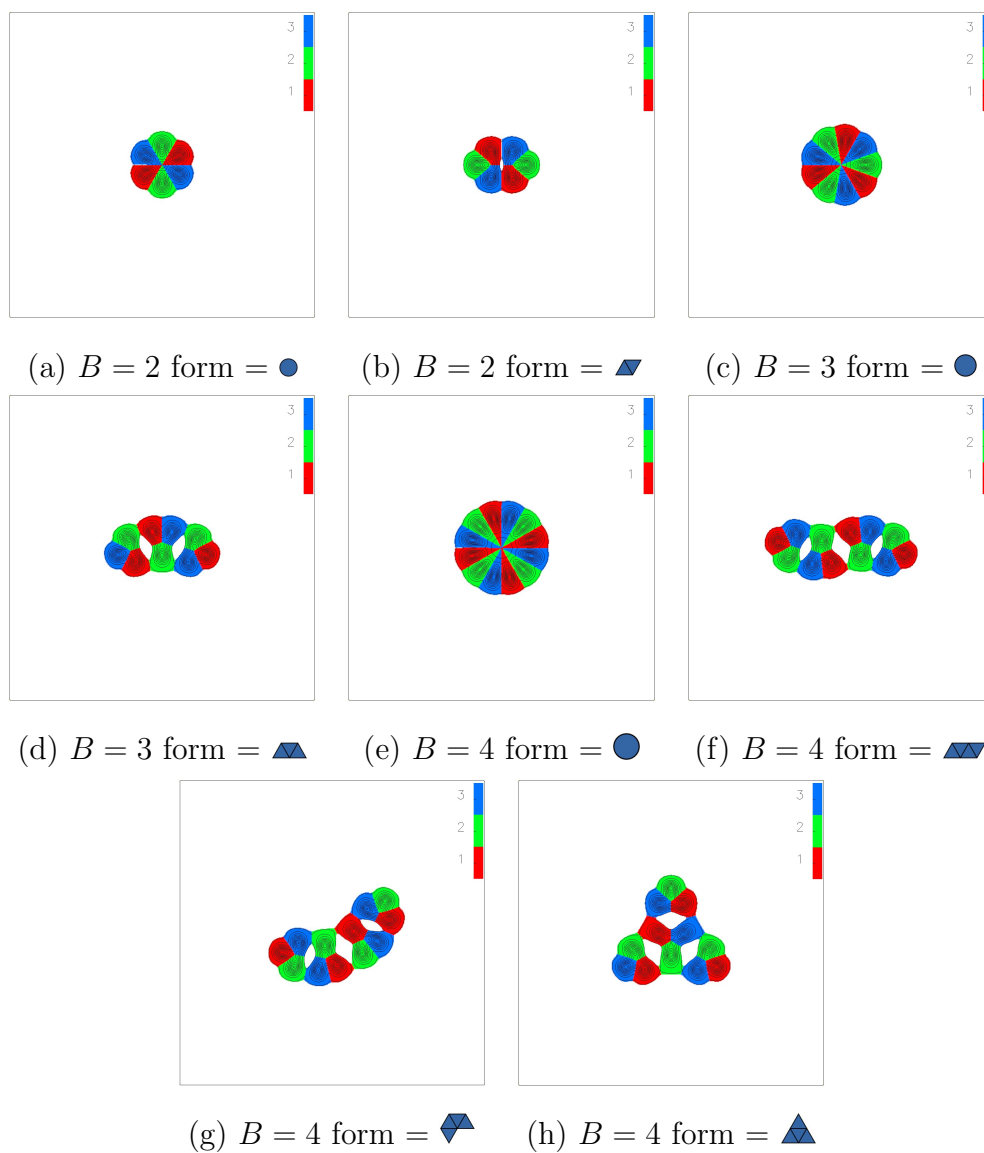 3 3 3
2 2 2
1 1 1
(a) B = 2 form = (b) B = 2 form = (c) B = 3 form =
3 3 3
2 2 2
1 1 1
(d) B = 3 form = (e) B = 4 form = (f) B = 4 form =
3 3
2 2
1 1
(g) B = 4 form = (h) B = 4 form =